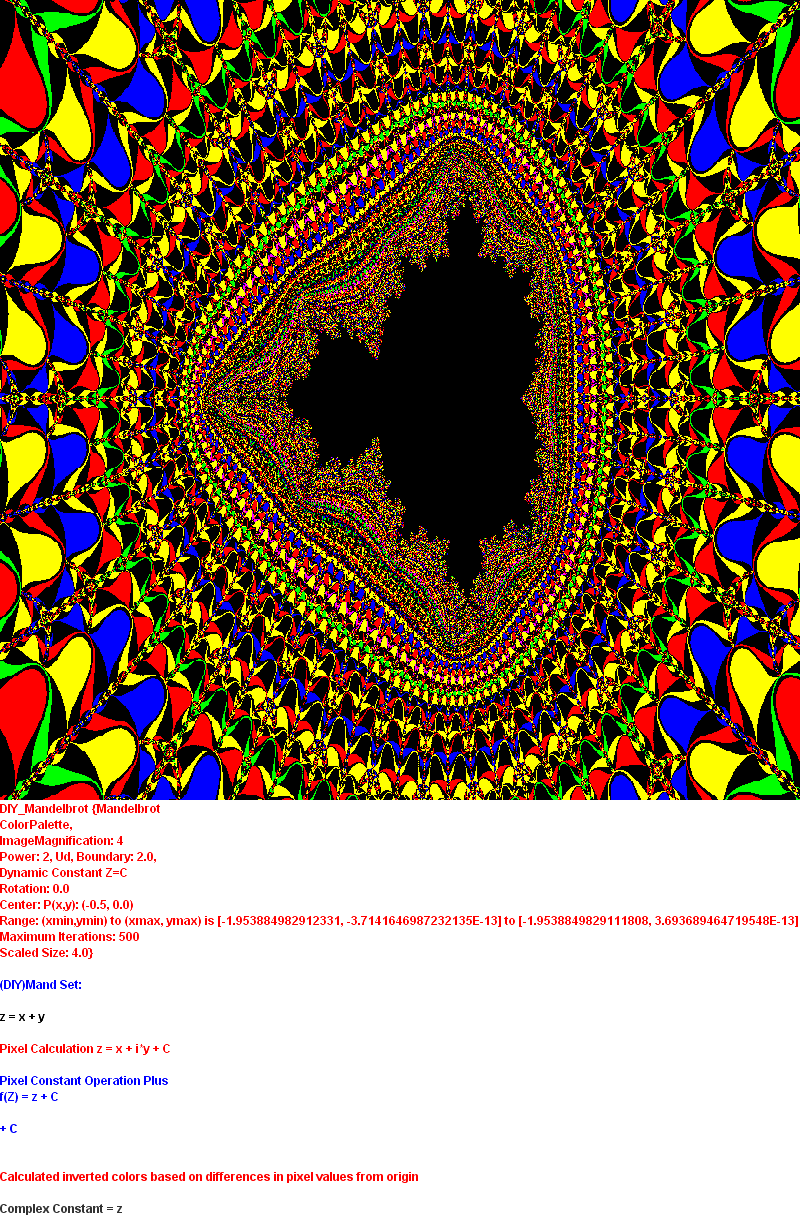 DIY_Mandelbrot {Mandelbrot
ColorPalette,
ImageMagnification: 4
Power: 2, Ud, Boundary: 2.0,
Dynamic Constant Z=C
Rotation: 0.0
Center: P(x,y): (-0.5, 0.0)
Range: (xmin,ymin) to (xmax, ymax) is [-1.953884982912331, -3.7141646987232135E-13] to [-1.9538849829111808, 3.693689464719548E-13]
Maximum Iterations: 500
Scaled Size: 4.0}
(DIY)Mand Set:
z = x + y
Pixel Calculation z = x + i*y + C
Pixel Constant Operation Plus
f(Z) = z + C
+ C
Calculated inverted colors based on differences in pixel values from origin
Complex Constant = z